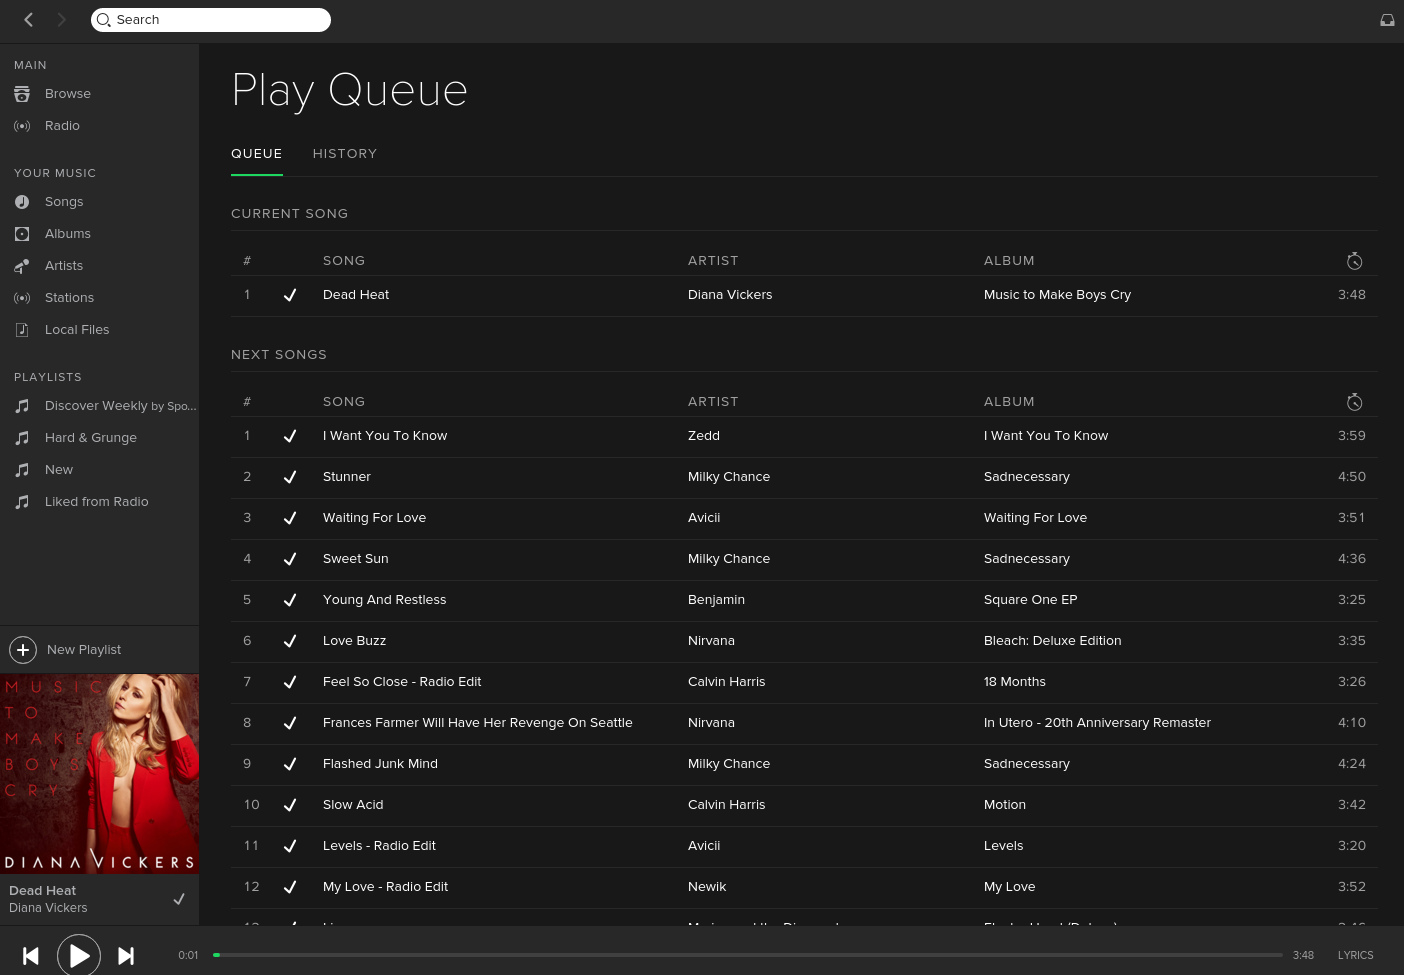 Search
MAIN
Browse
Radio
YOUR MUSIC
Songs
Albums
Artists
Stations
Local Files
PLAYLISTS
Discover Weekly by Spo...
Hard & Grunge
New
Liked from Radio
New Playlist
MUSIC
TO
MAKE
BOYS
CRY
DIANA VICKERS
Dead Heat
Diana Vickers
Play Queue
QUEUE HISTORY
CURRENT SONG
# SONG ARTIST ALBUM
1 Dead Heat Diana Vickers Music to Make Boys Cry 3:48
NEXT SONGS
# SONG ARTIST ALBUM
1 I Want You To Know Zedd I Want You To Know 3:59
2 Stunner Milky Chance Sadnecessary 4:50
3 Waiting For Love Avicii Waiting For Love 3:51
4 Sweet Sun Milky Chance Sadnecessary 4:36
5 Young And Restless Benjamin Square One EP 3:25
6 Love Buzz Nirvana Bleach: Deluxe Edition 3:35
7 Feel So Close - Radio Edit Calvin Harris 18 Months 3:26
8 Frances Farmer Will Have Her Revenge On Seattle Nirvana In Utero - 20th Anniversary Remaster 4:10
9 Flashed Junk Mind Milky Chance Sadnecessary 4:24
10 Slow Acid Calvin Harris Motion 3:42
11 Levels - Radio Edit Avicii Levels 3:20
12 My Love - Radio Edit Newik My Love 3:52
0:01 3:48 LYRICS